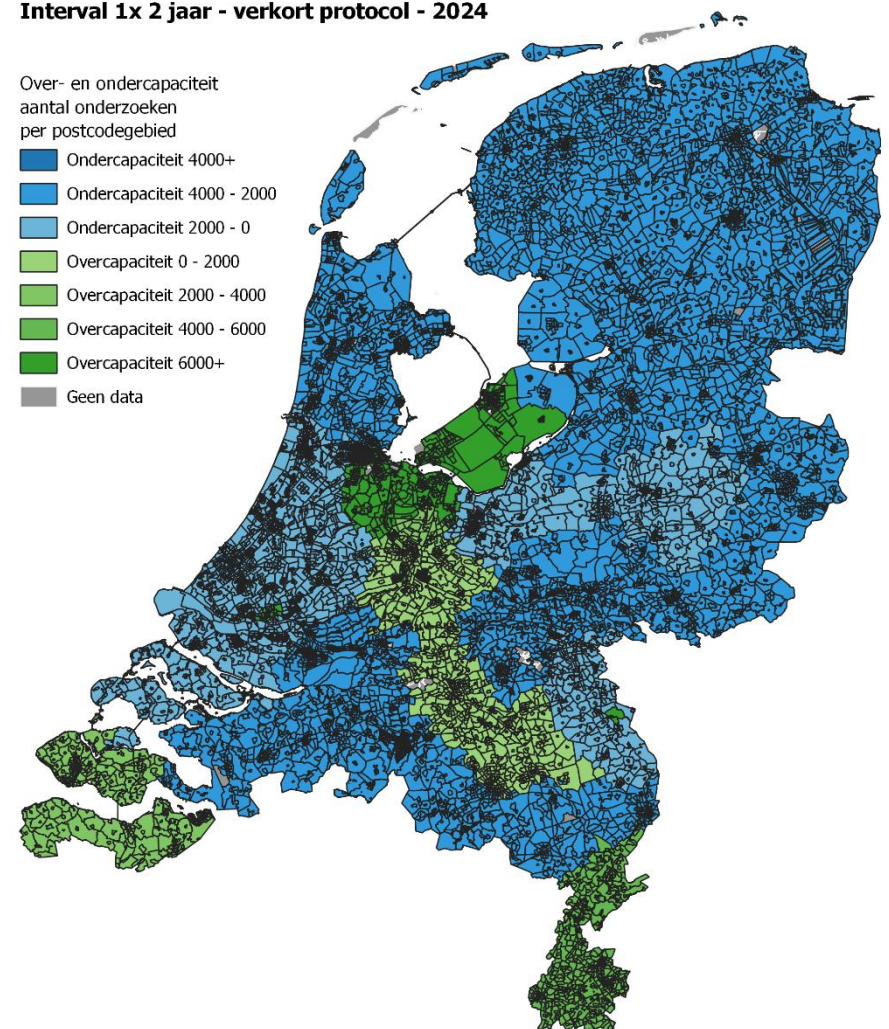 Interval 1x 2 jaar - verkort protocol - 2024
Over- en ondercapaciteit
aantal onderzoeken
per postcodegebied
Ondercapaciteit 4000+
Ondercapaciteit 4000 - 2000
Ondercapaciteit 2000 - 0
Overcapaciteit 0 - 2000
Overcapaciteit 2000 - 4000
Overcapaciteit 4000 - 6000
Overcapaciteit 6000+
Geen data